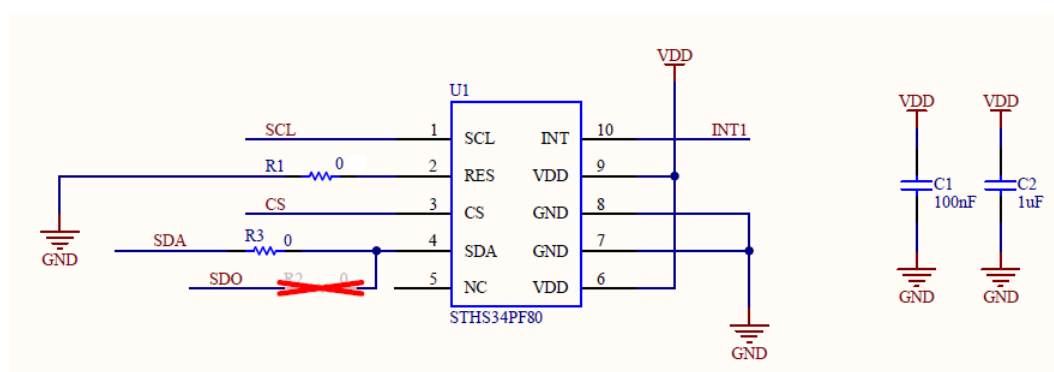 VDD
U1
SCL 1 SCL INT 10 INT1
R1 0 2 RES VDD 9
CS 3 CS GND 8
SDA R3 0 4 SDA GND 7
SDO R2 0 5 NC VDD 6
GND
STHS34PF80
GND
VDD VDD
C1 C2
100nF 1uF
GND GND